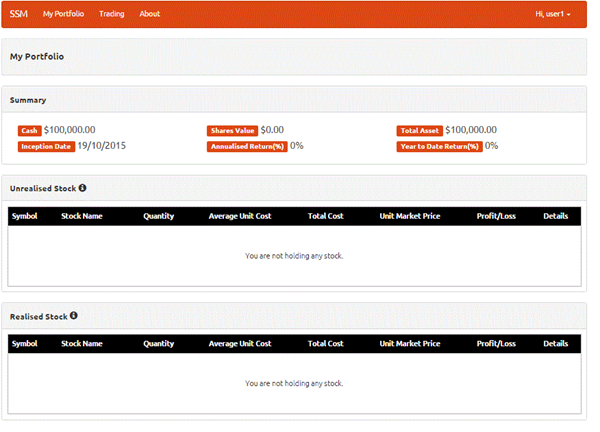 SSM My Portfolio Trading About Hi, user1
My Portfolio
Summary
Cash $100,000.00 Shares Value $0.00 Total Asset $100,000.00
Inception Date 19/10/2015 Annualised Return(%) 0% Year to Date Return(%) 0%
Unrealised Stock
Symbol Stock Name Quantity Average Unit Cost Total Cost Unit Market Price Profit/Loss Details
You are not holding any stock.
Realised Stock
Symbol Stock Name Quantity Average Unit Cost Total Cost Unit Market Price Profit/Loss Details
You are not holding any stock.